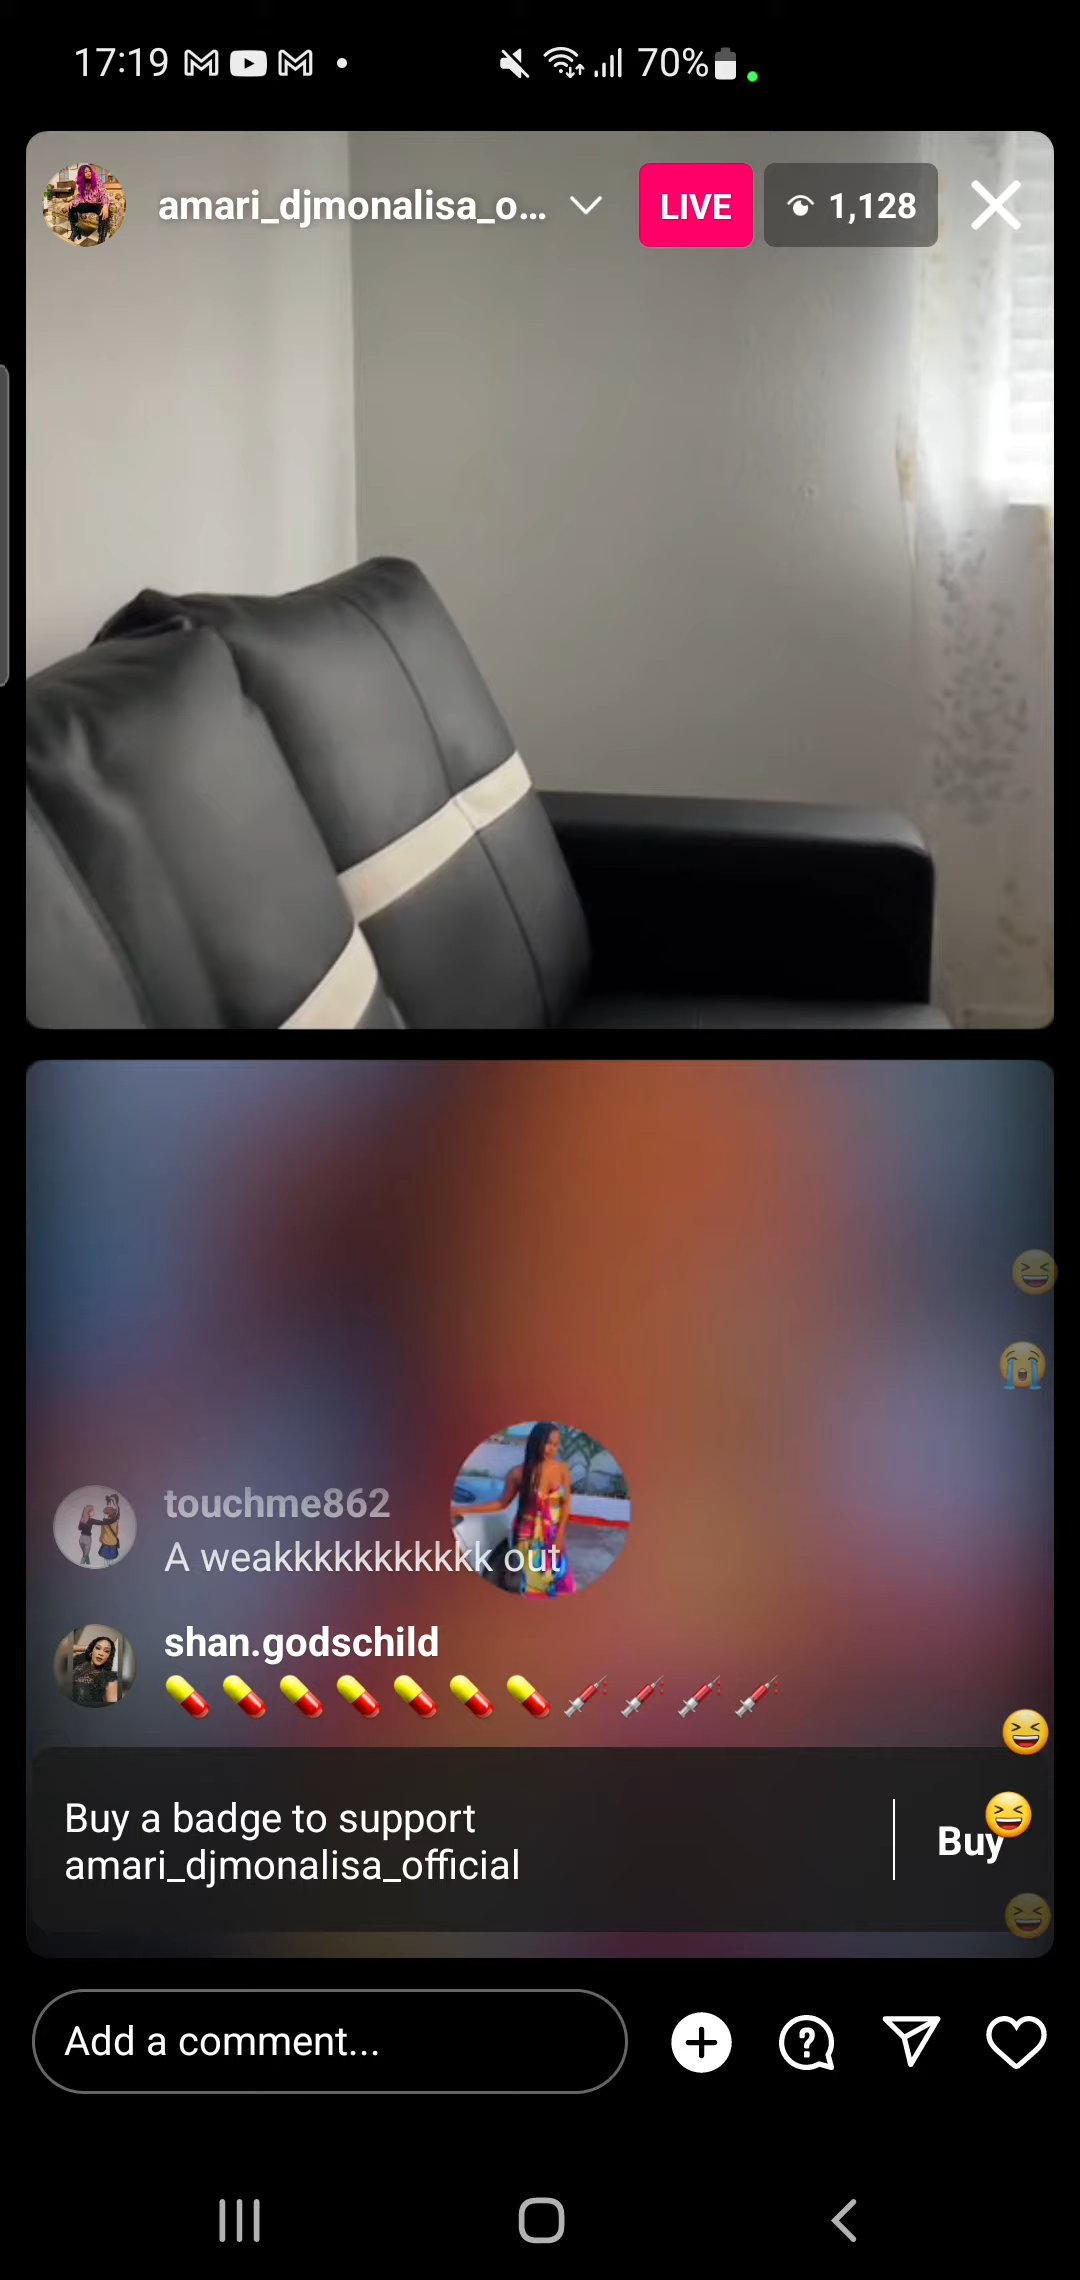 17:19
70%
amari_djmonalisa_o...
LIVE
1,128
touchme862
A weakkkkkkkkkkk out
shan.godschild
Buy a badge to support
amari_djmonalisa_official
Buy
Add a comment...